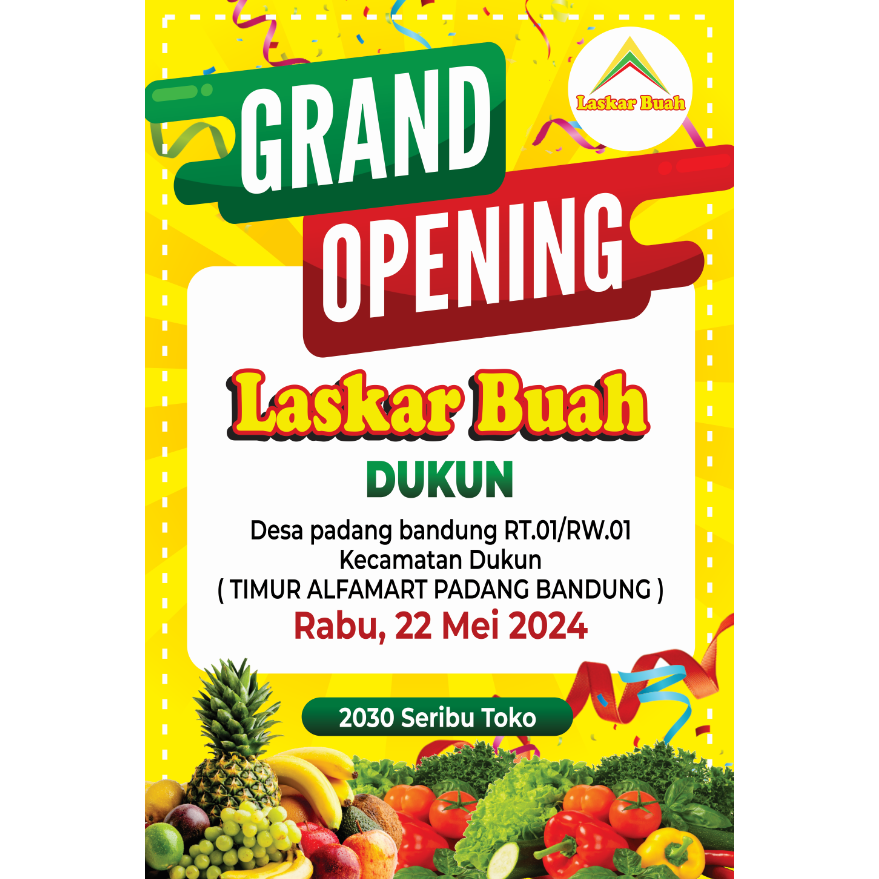 Laskar Buah
GRAND
OPENING
Laskar Buah
DUKUN
Desa padang bandung RT.01/RW.01
Kecamatan Dukun
( TIMUR ALFAMART PADANG BANDUNG )
Rabu, 22 Mei 2024
2030 Seribu Toko